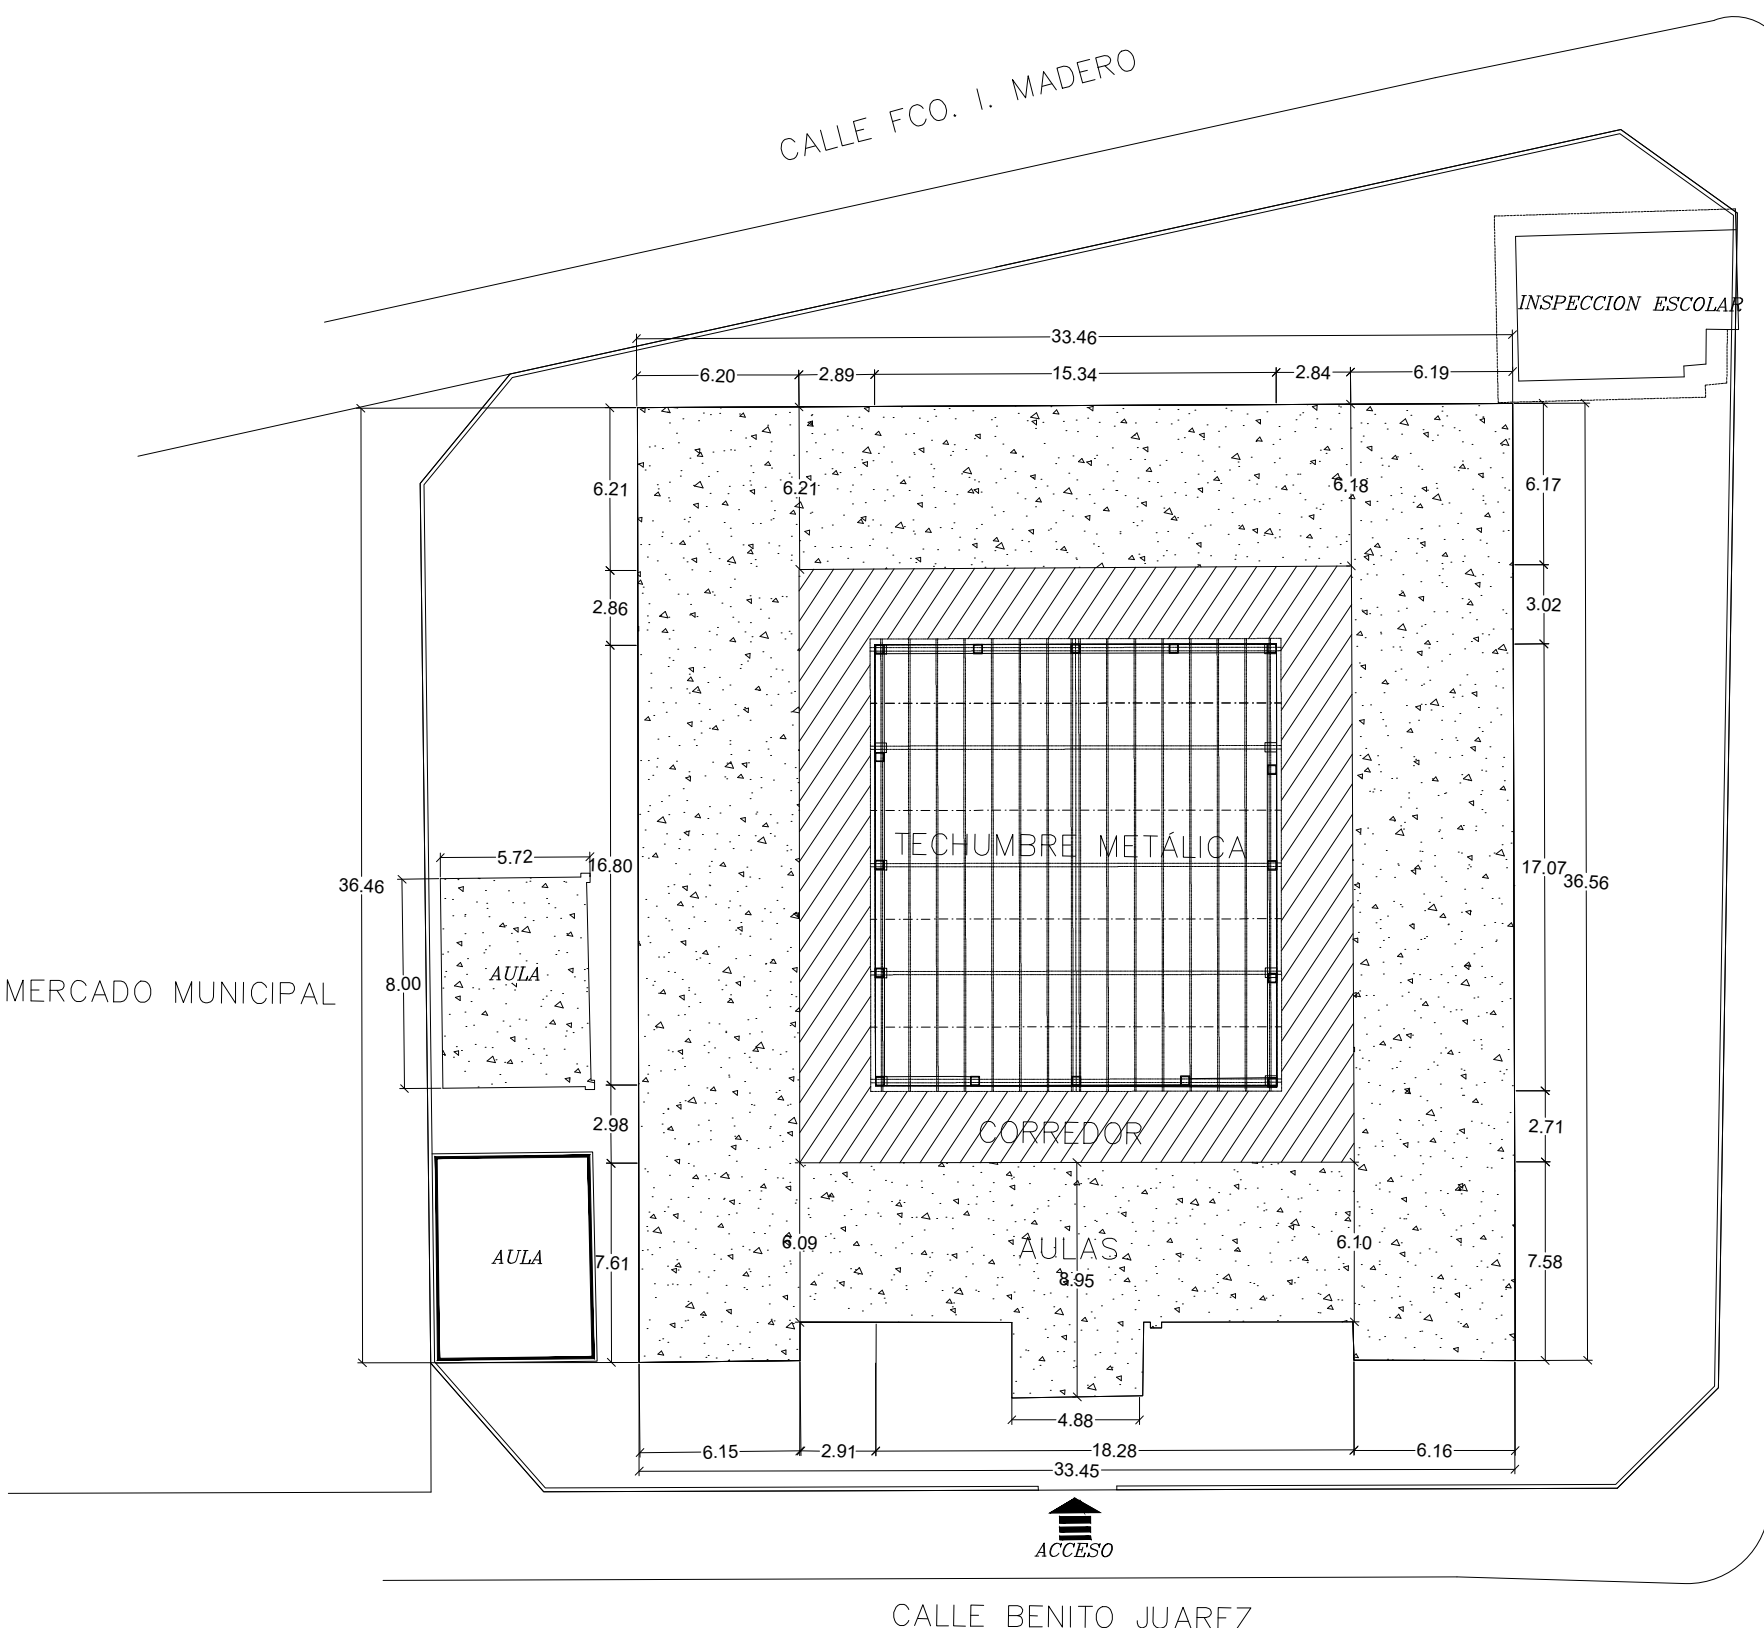 CALLE FCO. I. MADERO
INSPECCION ESCOLAR
33.46
6.20 2.89 15.34 2.84 6.19
6.21 6.21 6.18 6.17
2.86 3.02
TECHUMBRE METÁLICA
5.72 16.80 17.07
36.46 36.56
AULA
8.00
MERCADO MUNICIPAL
2.98 CORREDOR 2.71
6.09 AULAS 6.10
AULA 7.61 7.58
8.95
4.88
6.15 2.91 18.28 6.16
33.45
ACCESO
CALLE BENITO JUAREZ